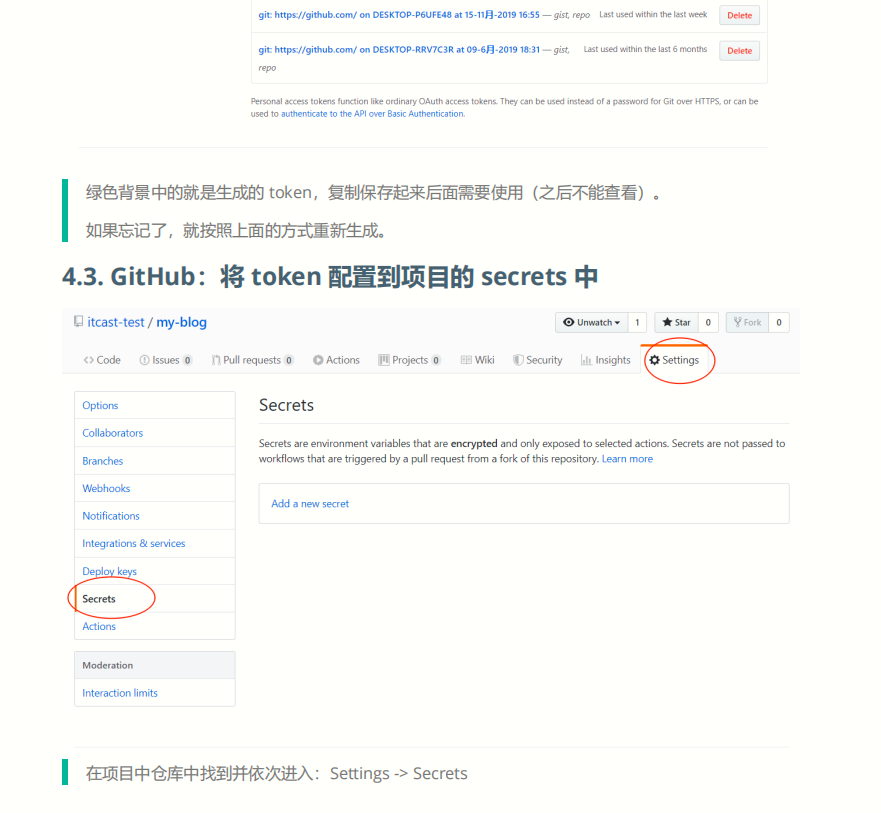 git: https://github.com/ on DESKTOP-P6UFE48 at 15-11月-2019 16:55 — gist, repo Last used within the last week Delete
git: https://github.com/ on DESKTOP-RRV7C3R at 09-6月-2019 18:31 — gist, Last used within the last 6 months Delete
repo
Personal access tokens function like ordinary OAuth access tokens. They can be used instead of a password for Git over HTTPS, or can be
used to authenticate to the API over Basic Authentication.
绿色背景中的就是生成的 token，复制保存起来后面需要使用（之后不能查看）。
如果忘记了，就按照上面的方式重新生成。
4.3. GitHub：将 token 配置到项目的 secrets 中
itcast-test / my-blog Unwatch 1 Star 0 Fork 0
Code Issues 0 Pull requests 0 Actions Projects 0 Wiki Security Insights Settings
Options
Collaborators
Branches
Webhooks
Notifications
Integrations & services
Deploy keys
Secrets
Actions
Moderation
Interaction limits
Secrets
Secrets are environment variables that are encrypted and only exposed to selected actions. Secrets are not passed to
workflows that are triggered by a pull request from a fork of this repository. Learn more
Add a new secret
在项目中仓库中找到并依次进入：Settings -> Secrets